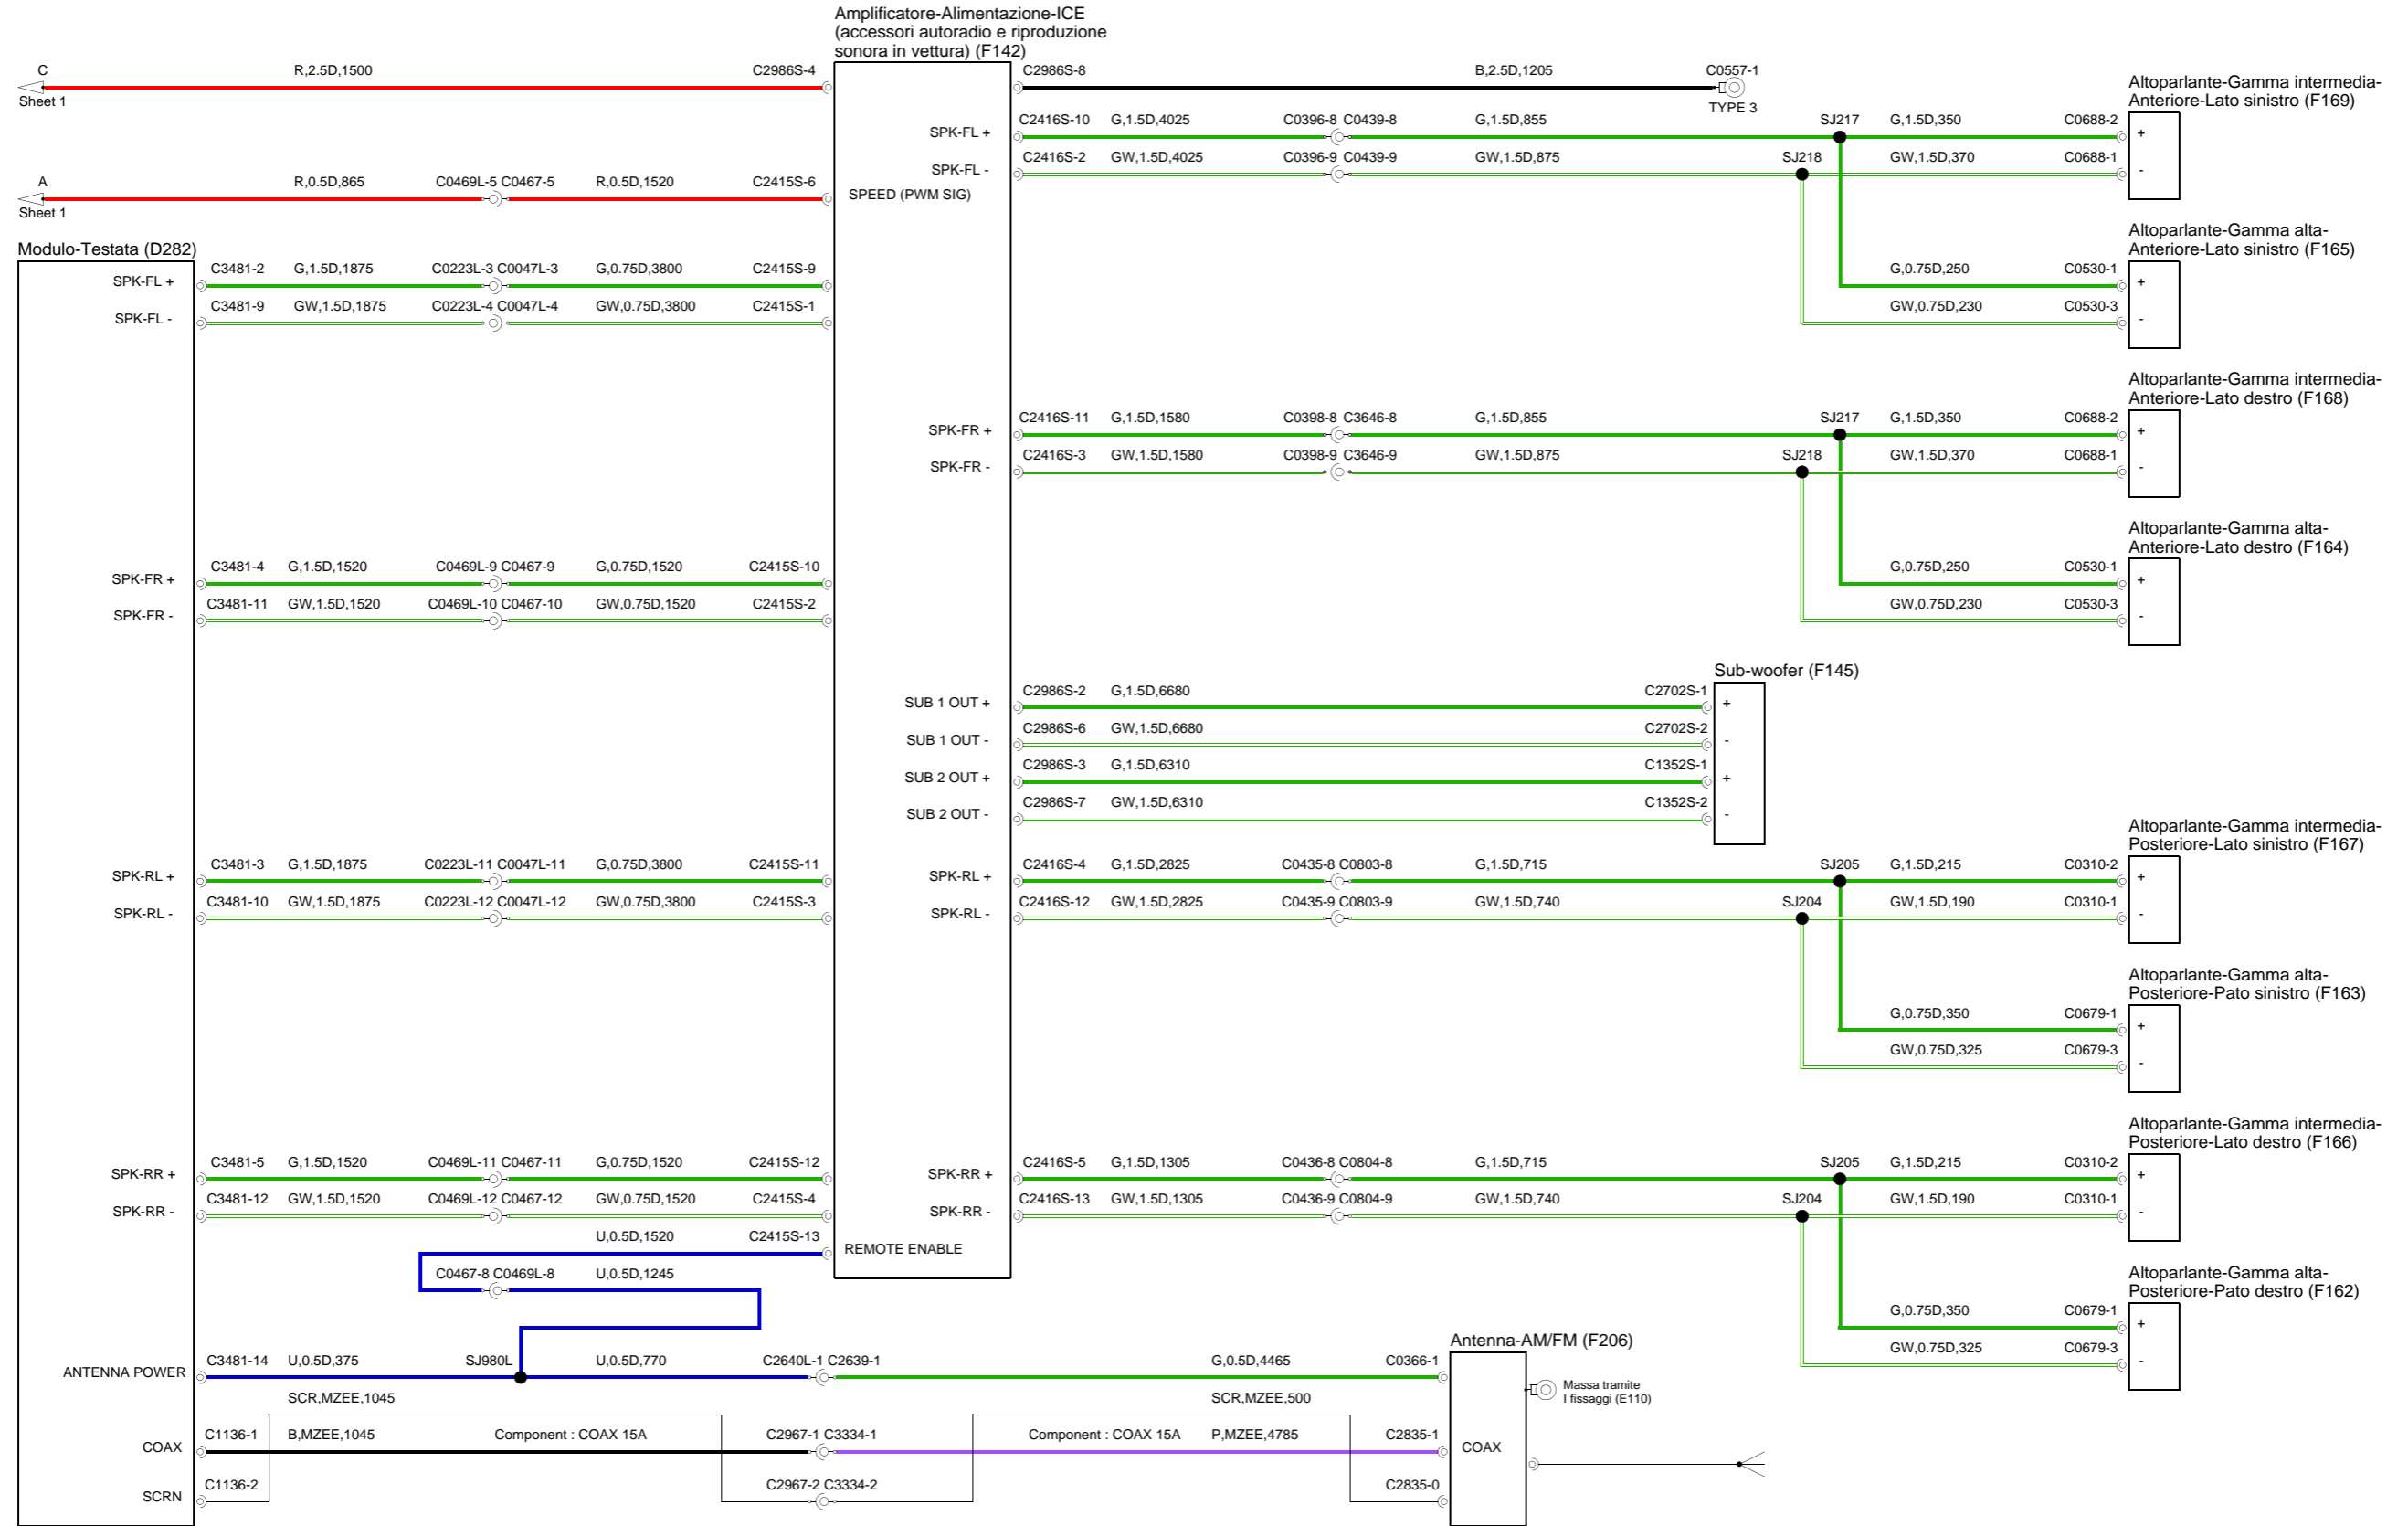 Amplificatore-Alimentazione-ICE
(accessori autoradio e riproduzione
sonora in vettura) (F142)
C R,2.5D,1500 C2986S-4
Sheet 1
C2986S-8 B,2.5D,1205 C0557-1
TYPE 3
Altoparlante-Gamma intermedia-
Anteriore-Lato sinistro (F169)
SPK-FL + C2416S-10 G,1.5D,4025 C0396-8 C0439-8 G,1.5D,855 SJ217 G,1.5D,350 C0688-2 +
SPK-FL - C2416S-2 GW,1.5D,4025 C0396-9 C0439-9 GW,1.5D,875 SJ218 GW,1.5D,370 C0688-1 -
A R,0.5D,865 C0469L-5 C0467-5 R,0.5D,1520 C2415S-6 SPEED (PWM SIG)
Sheet 1
Altoparlante-Gamma alta-
Anteriore-Lato sinistro (F165)
Modulo-Testata (D282)
SPK-FL + C3481-2 G,1.5D,1875 C0223L-3 C0047L-3 G,0.75D,3800 C2415S-9
G,0.75D,250 C0530-1 +
SPK-FL - C3481-9 GW,1.5D,1875 C0223L-4 C0047L-4 GW,0.75D,3800 C2415S-1
GW,0.75D,230 C0530-3 -
Altoparlante-Gamma intermedia-
Anteriore-Lato destro (F168)
SPK-FR + C2416S-11 G,1.5D,1580 C0398-8 C3646-8 G,1.5D,855 SJ217 G,1.5D,350 C0688-2 +
SPK-FR - C2416S-3 GW,1.5D,1580 C0398-9 C3646-9 GW,1.5D,875 SJ218 GW,1.5D,370 C0688-1 -
Altoparlante-Gamma alta-
Anteriore-Lato destro (F164)
SPK-FR + C3481-4 G,1.5D,1520 C0469L-9 C0467-9 G,0.75D,1520 C2415S-10
G,0.75D,250 C0530-1 +
SPK-FR - C3481-11 GW,1.5D,1520 C0469L-10 C0467-10 GW,0.75D,1520 C2415S-2
GW,0.75D,230 C0530-3 -
Sub-woofer (F145)
SUB 1 OUT + C2986S-2 G,1.5D,6680 C2702S-1 +
SUB 1 OUT - C2986S-6 GW,1.5D,6680 C2702S-2 -
SUB 2 OUT + C2986S-3 G,1.5D,6310 C1352S-1 +
SUB 2 OUT - C2986S-7 GW,1.5D,6310 C1352S-2 -
Altoparlante-Gamma intermedia-
Posteriore-Lato sinistro (F167)
SPK-RL + C3481-3 G,1.5D,1875 C0223L-11 C0047L-11 G,0.75D,3800 C2415S-11
SPK-RL + C2416S-4 G,1.5D,2825 C0435-8 C0803-8 G,1.5D,715 SJ205 G,1.5D,215 C0310-2 +
SPK-RL - C3481-10 GW,1.5D,1875 C0223L-12 C0047L-12 GW,0.75D,3800 C2415S-3
SPK-RL - C2416S-12 GW,1.5D,2825 C0435-9 C0803-9 GW,1.5D,740 SJ204 GW,1.5D,190 C0310-1 -
Altoparlante-Gamma alta-
Posteriore-Pato sinistro (F163)
G,0.75D,350 C0679-1 +
GW,0.75D,325 C0679-3 -
Altoparlante-Gamma intermedia-
Posteriore-Lato destro (F166)
SPK-RR + C3481-5 G,1.5D,1520 C0469L-11 C0467-11 G,0.75D,1520 C2415S-12
SPK-RR + C2416S-5 G,1.5D,1305 C0436-8 C0804-8 G,1.5D,715 SJ205 G,1.5D,215 C0310-2 +
SPK-RR - C3481-12 GW,1.5D,1520 C0469L-12 C0467-12 GW,0.75D,1520 C2415S-4
SPK-RR - C2416S-13 GW,1.5D,1305 C0436-9 C0804-9 GW,1.5D,740 SJ204 GW,1.5D,190 C0310-1 -
U,0.5D,1520 C2415S-13 REMOTE ENABLE
C0467-8 C0469L-8 U,0.5D,1245
Altoparlante-Gamma alta-
Posteriore-Pato destro (F162)
G,0.75D,350 C0679-1 +
GW,0.75D,325 C0679-3 -
Antenna-AM/FM (F206)
ANTENNA POWER C3481-14 U,0.5D,375 SJ980L U,0.5D,770 C2640L-1 C2639-1 G,0.5D,4465 C0366-1
Massa tramite
I fissaggi (E110)
SCR,MZEE,1045 SCR,MZEE,500
COAX C1136-1 B,MZEE,1045 Component : COAX 15A C2967-1 C3334-1 Component : COAX 15A P,MZEE,4785 C2835-1 COAX
SCRN C1136-2 C2967-2 C3334-2 C2835-0